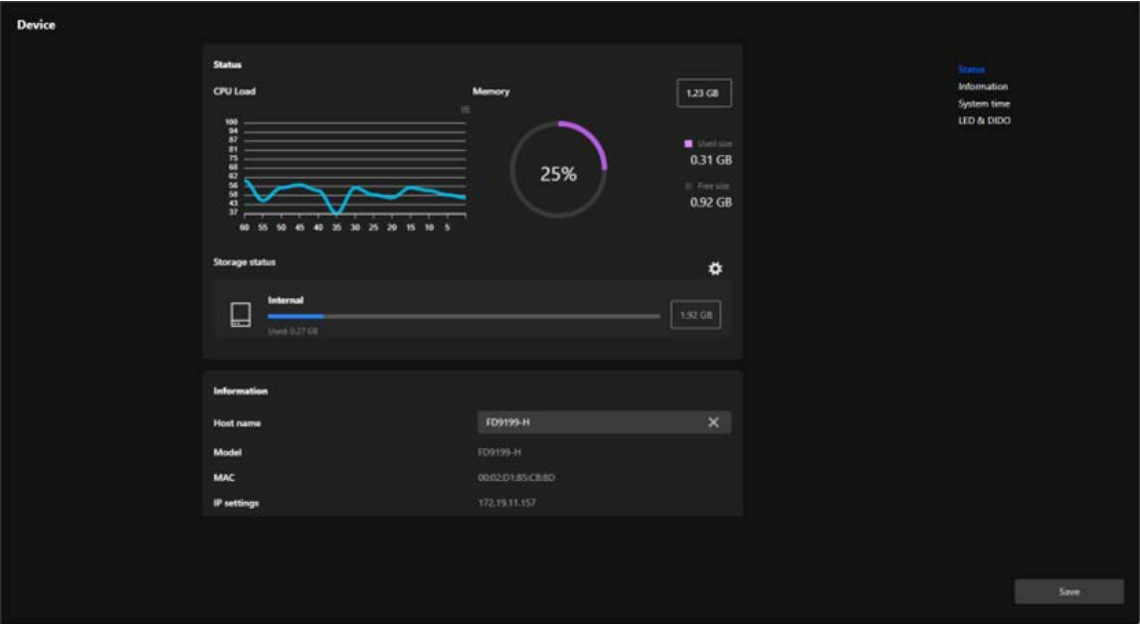 Device
Status
Status
Information
System time
LED & DIDO
CPU Load
Memory
1.23 GB
100
94
87
81
75
68
62
56
50
43
37
60 55 50 45 40 35 30 25 20 15 10 5
25%
Used size
0.31 GB
Free size
0.92 GB
Storage status
Internal
1.92 GB
Used: 0.27 GB
Information
Host name FD9199-H
Model FD9199-H
MAC 00:02:D1:85:CB:BD
IP settings 172.19.11.157
Save